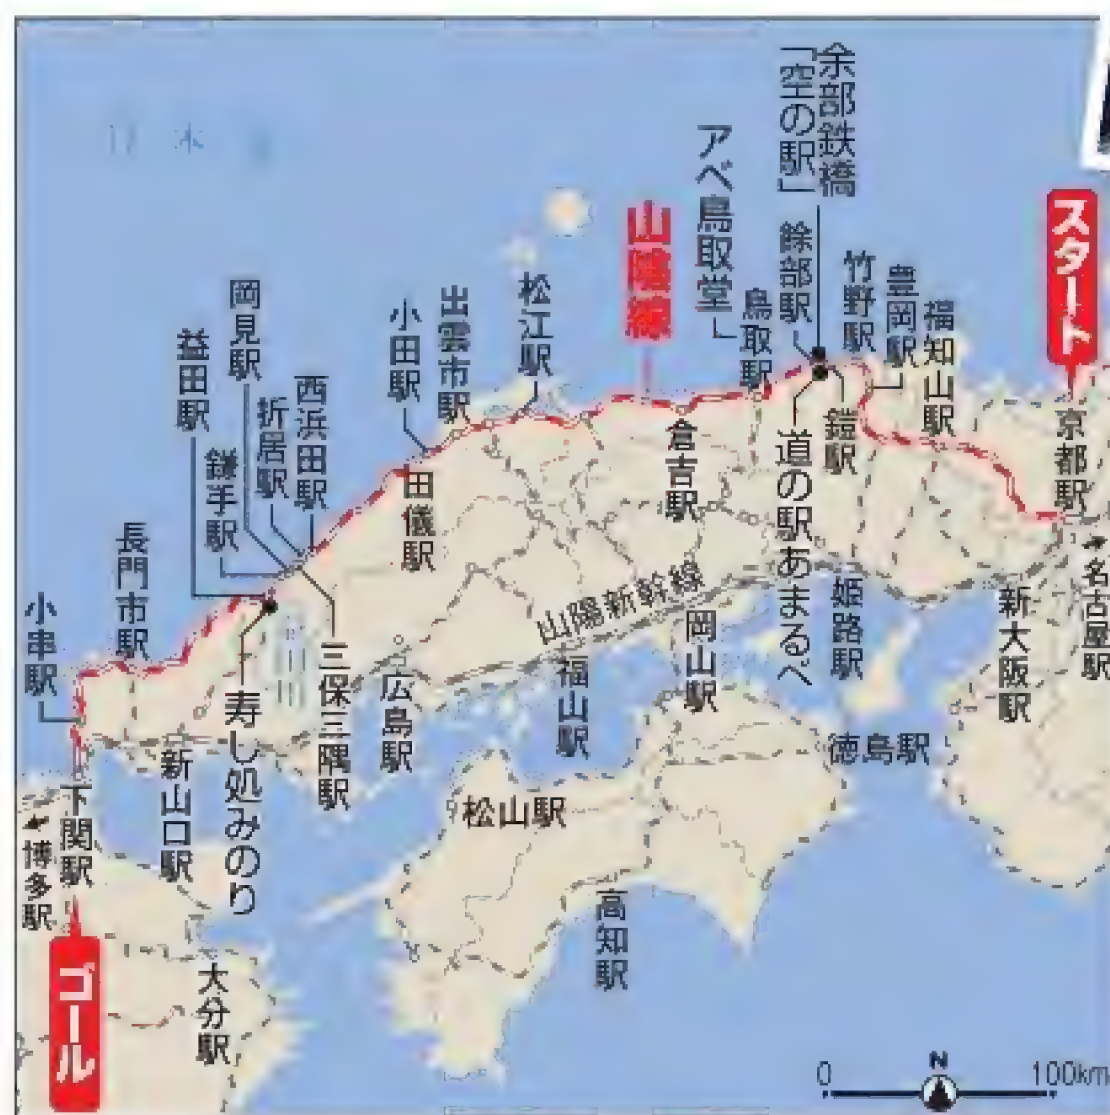 余部鉄橋
「空の駅」
アベ鳥取堂
餘部駅
竹野駅
豊岡駅
福知山駅
スタート
京都駅
山陰線
鳥取駅
松江駅
出雲市駅
小田駅
岡見駅
益田駅
西浜田駅
折居駅
鎌手駅
長門市駅
小串駅
田儀駅
倉吉駅
道の駅あまるべ
鎧駅
名古屋駅
新大阪駅
姫路駅
山陽新幹線
岡山駅
福山駅
広島駅
三保三隅駅
寿し処みのり
新山口駅
下関駅
博多駅
ゴール
大分駅
松山駅
高知駅
徳島駅
N
0 100km